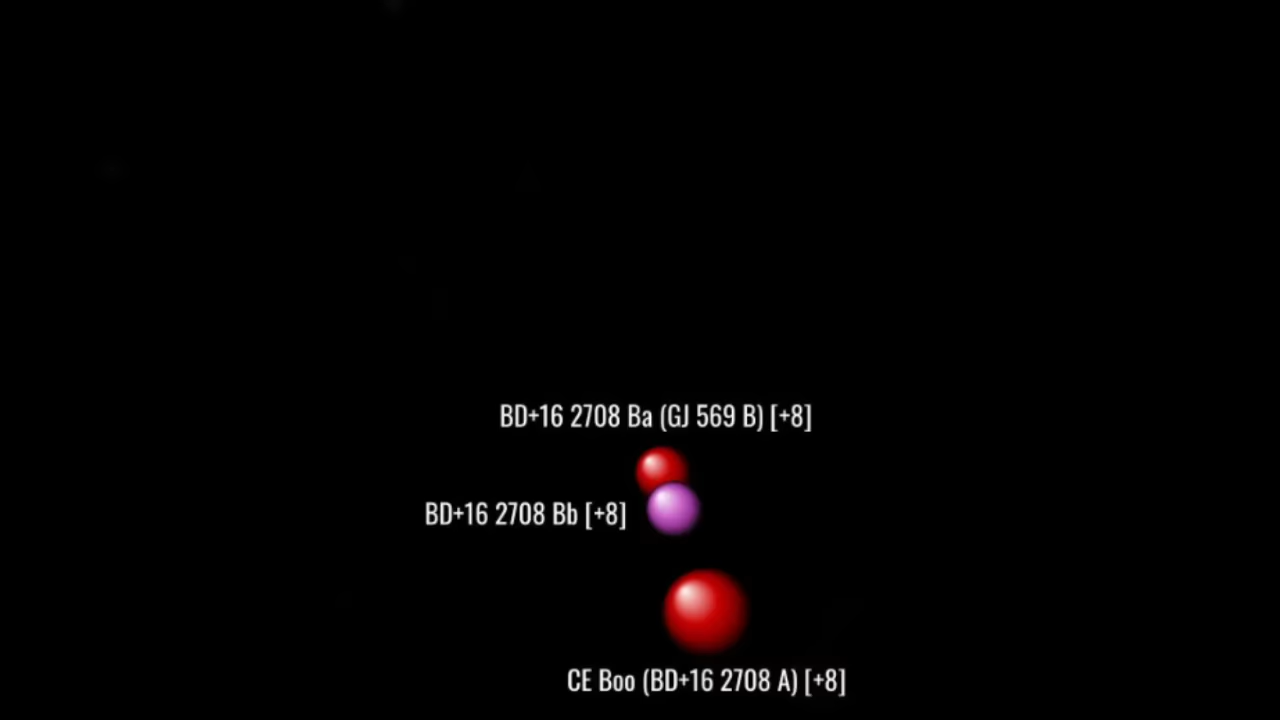 BD+16 2708 Ba (GJ 569 B) [+8]
BD+16 2708 Bb [+8]
CE Boo (BD+16 2708 A) [+8]